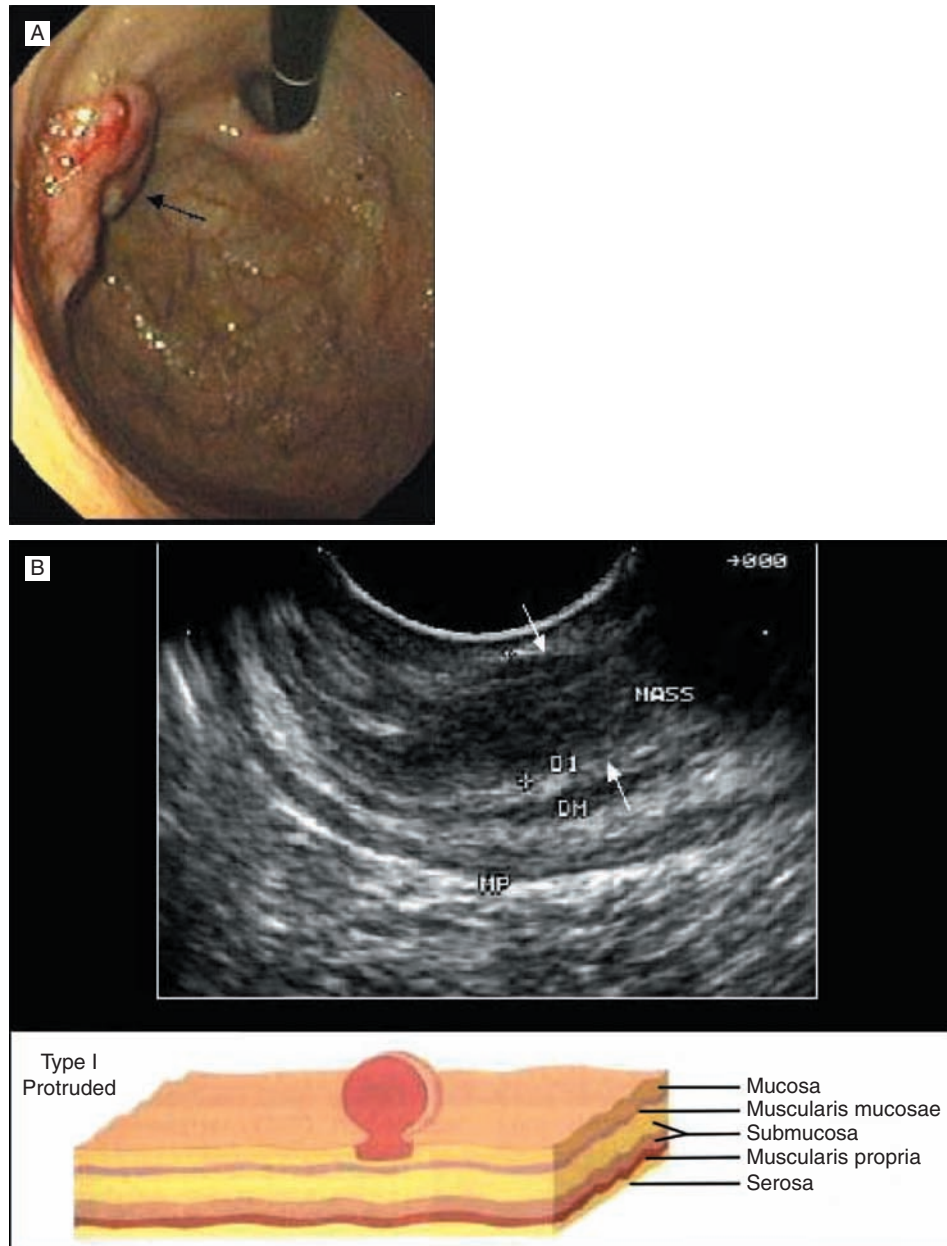 A
B
→000
MASS
D1
DM
MP
Type I
Protruded
Mucosa
Muscularis mucosae
Submucosa
Muscularis propria
Serosa